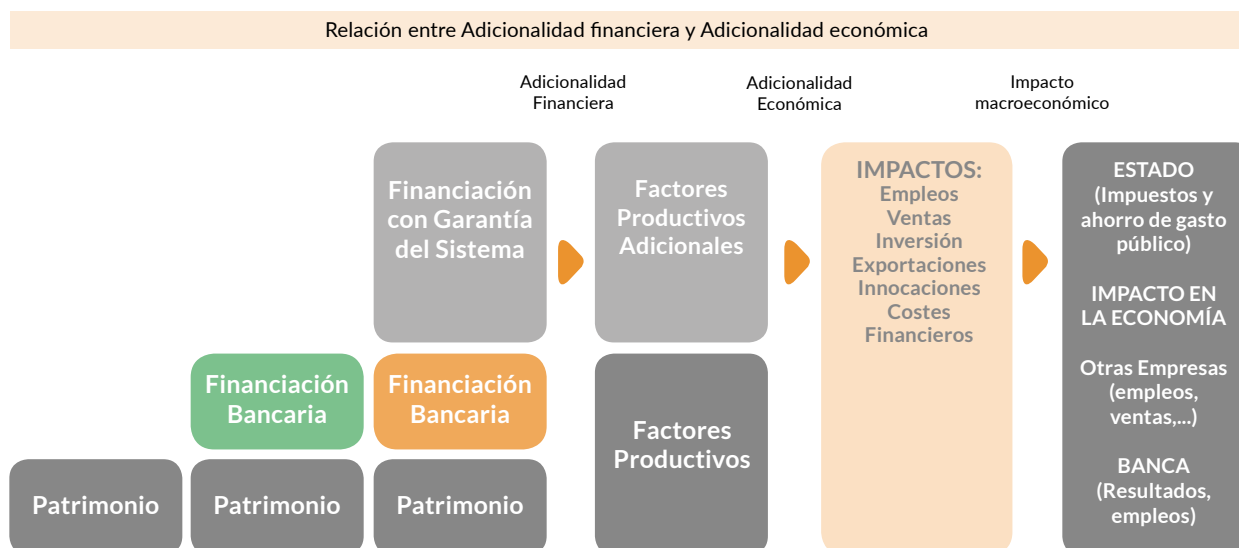 Relación entre Adicionalidad financiera y Adicionalidad económica
Adicionalidad
Financiera
Adicionalidad
Económica
Impacto
macroeconómico
Financiación
con Garantía
del Sistema
Factores
Productivos
Adicionales
IMPACTOS:
Empleos
Ventas
Inversión
Exportaciones
Innocaciones
Costes
Financieros
ESTADO
(Impuestos y
ahorro de gasto
público)
IMPACTO EN
LA ECONOMÍA
Otras Empresas
(empleos,
ventas,...)
BANCA
(Resultados,
empleos)
Financiación
Bancaria
Financiación
Bancaria
Factores
Productivos
Patrimonio
Patrimonio
Patrimonio